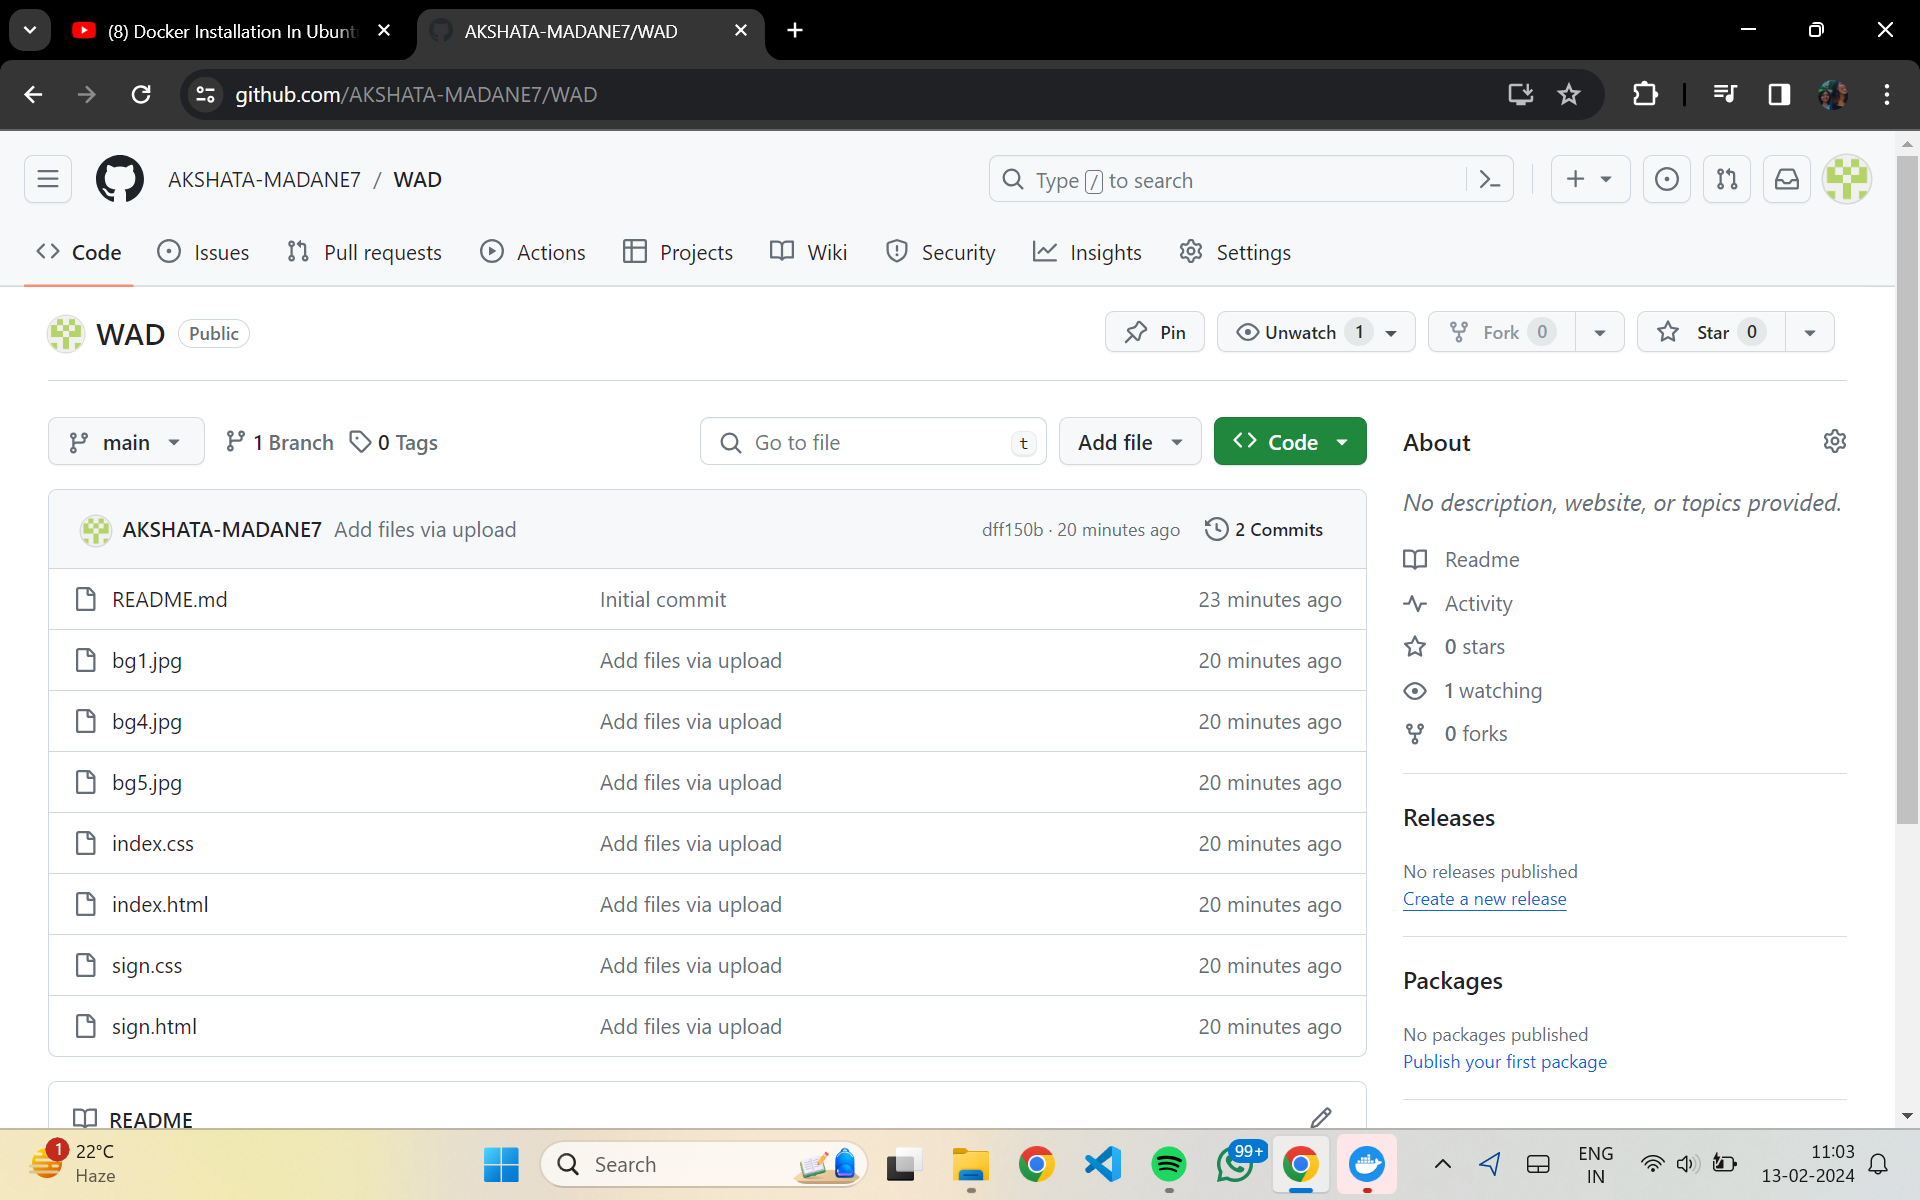 (8) Docker Installation In Ubunt
AKSHATA-MADANE7/WAD
github.com/AKSHATA-MADANE7/WAD
AKSHATA-MADANE7 / WAD
Type / to search
Code
Issues
Pull requests
Actions
Projects
Wiki
Security
Insights
Settings
WAD
Public
Pin
Unwatch 1
Fork 0
Star 0
main
1 Branch
0 Tags
Go to file
t
Add file
Code
AKSHATA-MADANE7 Add files via upload
dff150b · 20 minutes ago
2 Commits
README.md Initial commit 23 minutes ago
bg1.jpg Add files via upload 20 minutes ago
bg4.jpg Add files via upload 20 minutes ago
bg5.jpg Add files via upload 20 minutes ago
index.css Add files via upload 20 minutes ago
index.html Add files via upload 20 minutes ago
sign.css Add files via upload 20 minutes ago
sign.html Add files via upload 20 minutes ago
README
About
No description, website, or topics provided.
Readme
Activity
0 stars
1 watching
0 forks
Releases
No releases published
Create a new release
Packages
No packages published
Publish your first package
1
22°C
Haze
Search
99+
ENG
IN
11:03
13-02-2024